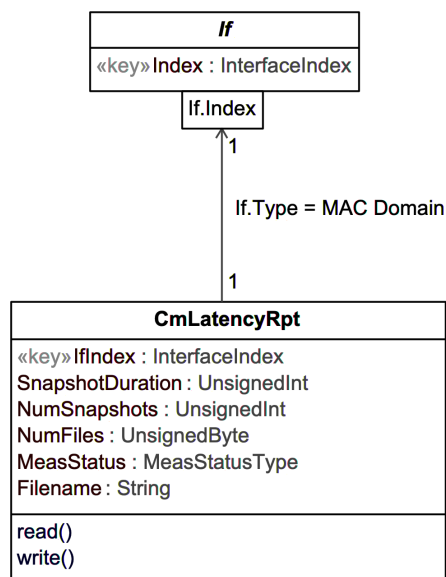 If
«key»Index : InterfaceIndex
If.Index
1
If.Type = MAC Domain
1
CmLatencyRpt
«key»IfIndex : InterfaceIndex
SnapshotDuration : UnsignedInt
NumSnapshots : UnsignedInt
NumFiles : UnsignedByte
MeasStatus : MeasStatusType
Filename : String
read()
write()